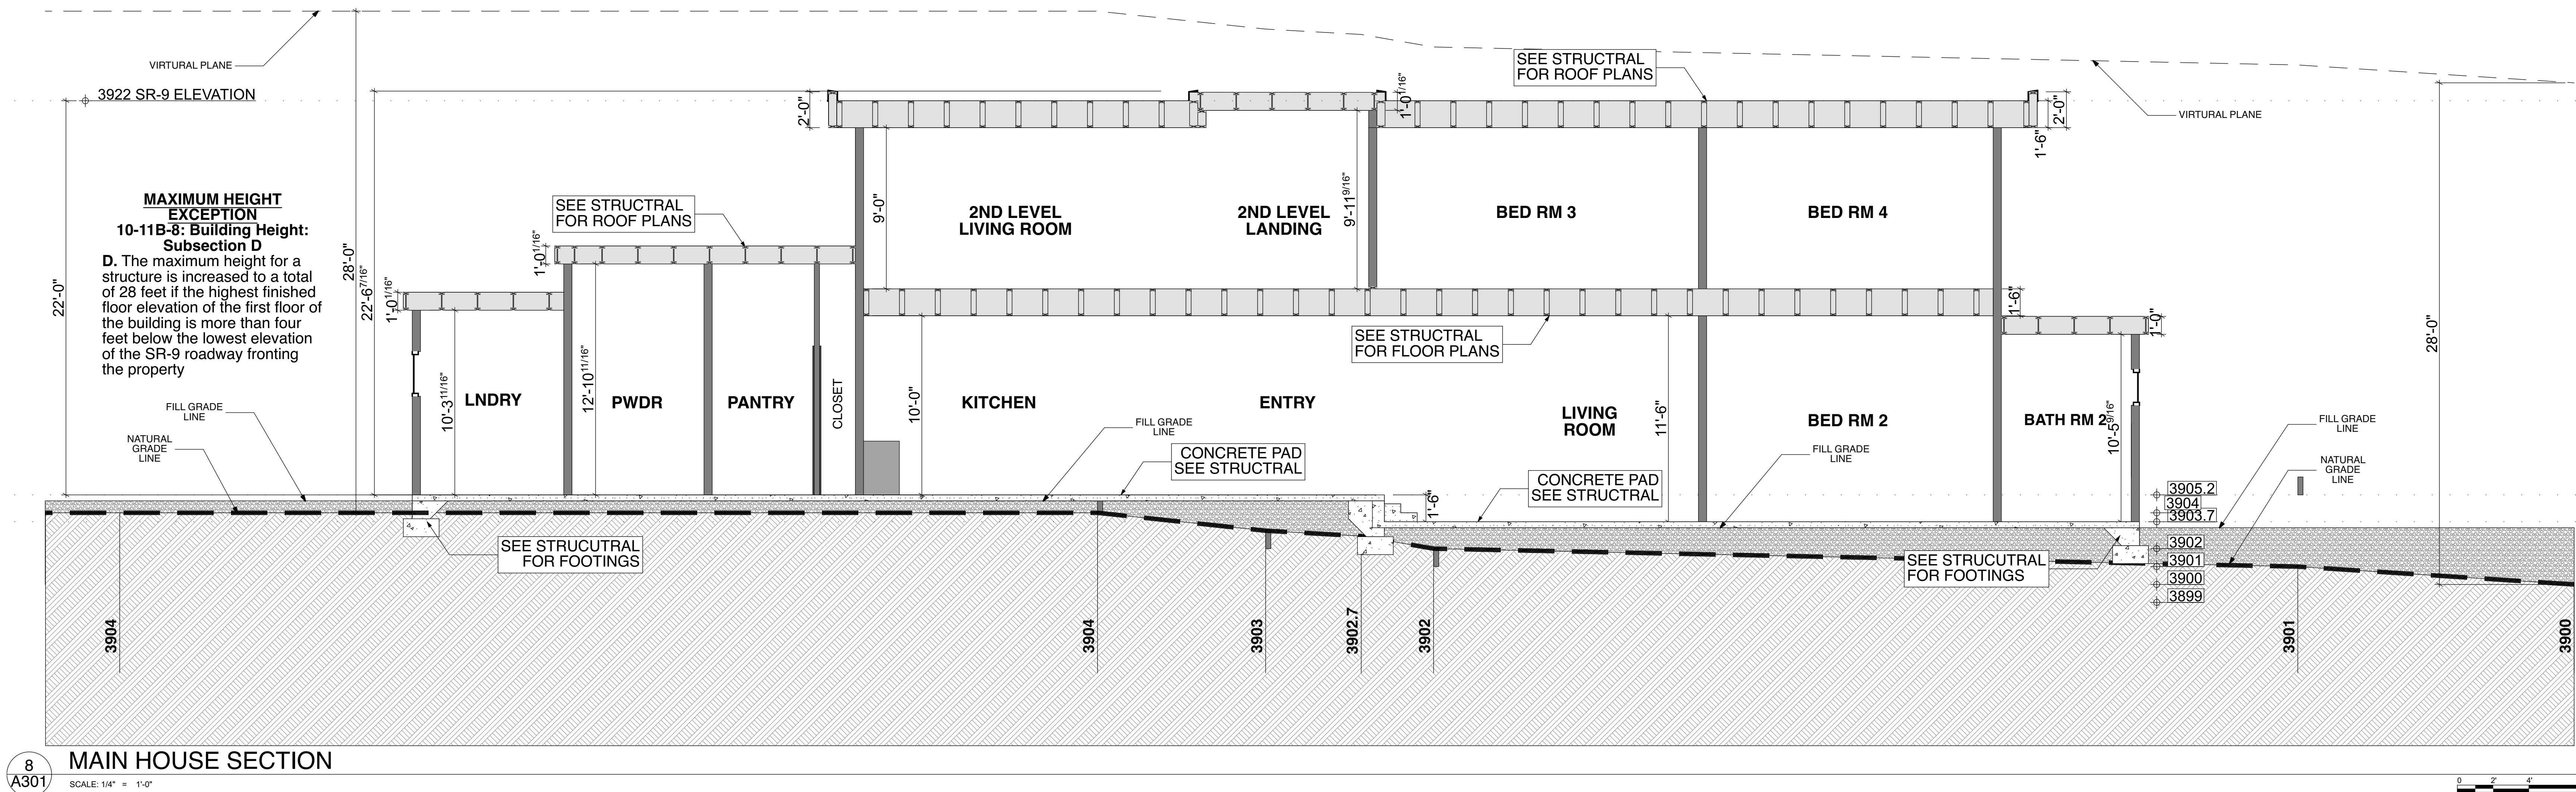 VIRTURAL PLANE
3922 SR-9 ELEVATION
SEE STRUCTRAL
FOR ROOF PLANS
VIRTURAL PLANE
2'-0"
1'-0 1/16"
2'-0"
1'-6"
MAXIMUM HEIGHT
EXCEPTION
10-11B-8: Building Height:
Subsection D
D. The maximum height for a
structure is increased to a total
of 28 feet if the highest finished
floor elevation of the first floor of
the building is more than four
feet below the lowest elevation
of the SR-9 roadway fronting
the property
22'-0"
28'-0"
22'-6 7/16"
1'-0 1/16"
1'-0 1/16"
SEE STRUCTRAL
FOR ROOF PLANS
9'-0"
2ND LEVEL
LIVING ROOM
2ND LEVEL
LANDING
9'-11 9/16"
BED RM 3
BED RM 4
1'-6"
1'-0"
28'-0"
SEE STRUCTRAL
FOR FLOOR PLANS
FILL GRADE
LINE
NATURAL
GRADE
LINE
10'-3 11/16"
LNDRY
12'-10 11/16"
PWDR
PANTRY
CLOSET
10'-0"
KITCHEN
ENTRY
FILL GRADE
LINE
CONCRETE PAD
SEE STRUCTRAL
LIVING
ROOM
11'-6"
BED RM 2
FILL GRADE
LINE
BATH RM 2
10'-5 9/16"
FILL GRADE
LINE
NATURAL
GRADE
LINE
CONCRETE PAD
SEE STRUCTRAL
1'-6"
3905.2
3904
3903.7
3902
3901
3900
3899
SEE STRUCUTRAL
FOR FOOTINGS
SEE STRUCUTRAL
FOR FOOTINGS
3904
3904
3903
3902.7
3902
3901
3900
8
A301
MAIN HOUSE SECTION
SCALE: 1/4" = 1'-0"
0 2' 4'